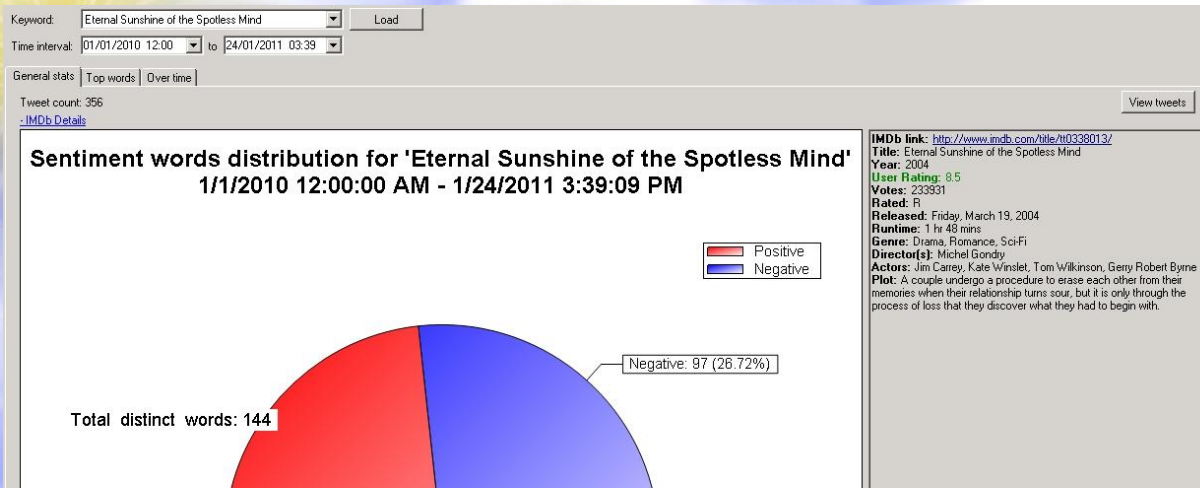 Keyword: Eternal Sunshine of the Spotless Mind Load
Time interval: 01/01/2010 12:00 to 24/01/2011 03:39
General stats Top words Over time
Tweet count: 356 View tweets
- IMDb Details
Sentiment words distribution for 'Eternal Sunshine of the Spotless Mind'
1/1/2010 12:00:00 AM - 1/24/2011 3:39:09 PM
Positive
Negative
Negative: 97 (26.72%)
Total distinct words: 144
IMDb link: http://www.imdb.com/title/tt0338013/
Title: Eternal Sunshine of the Spotless Mind
Year: 2004
User Rating: 8.5
Votes: 233931
Rated: R
Released: Friday, March 19, 2004
Runtime: 1 hr 48 mins
Genre: Drama, Romance, Sci-Fi
Director(s): Michel Gondry
Actors: Jim Carrey, Kate Winslet, Tom Wilkinson, Gerry Robert Byrne
Plot: A couple undergo a procedure to erase each other from their
memories when their relationship turns sour, but it is only through the
process of loss that they discover what they had to begin with.